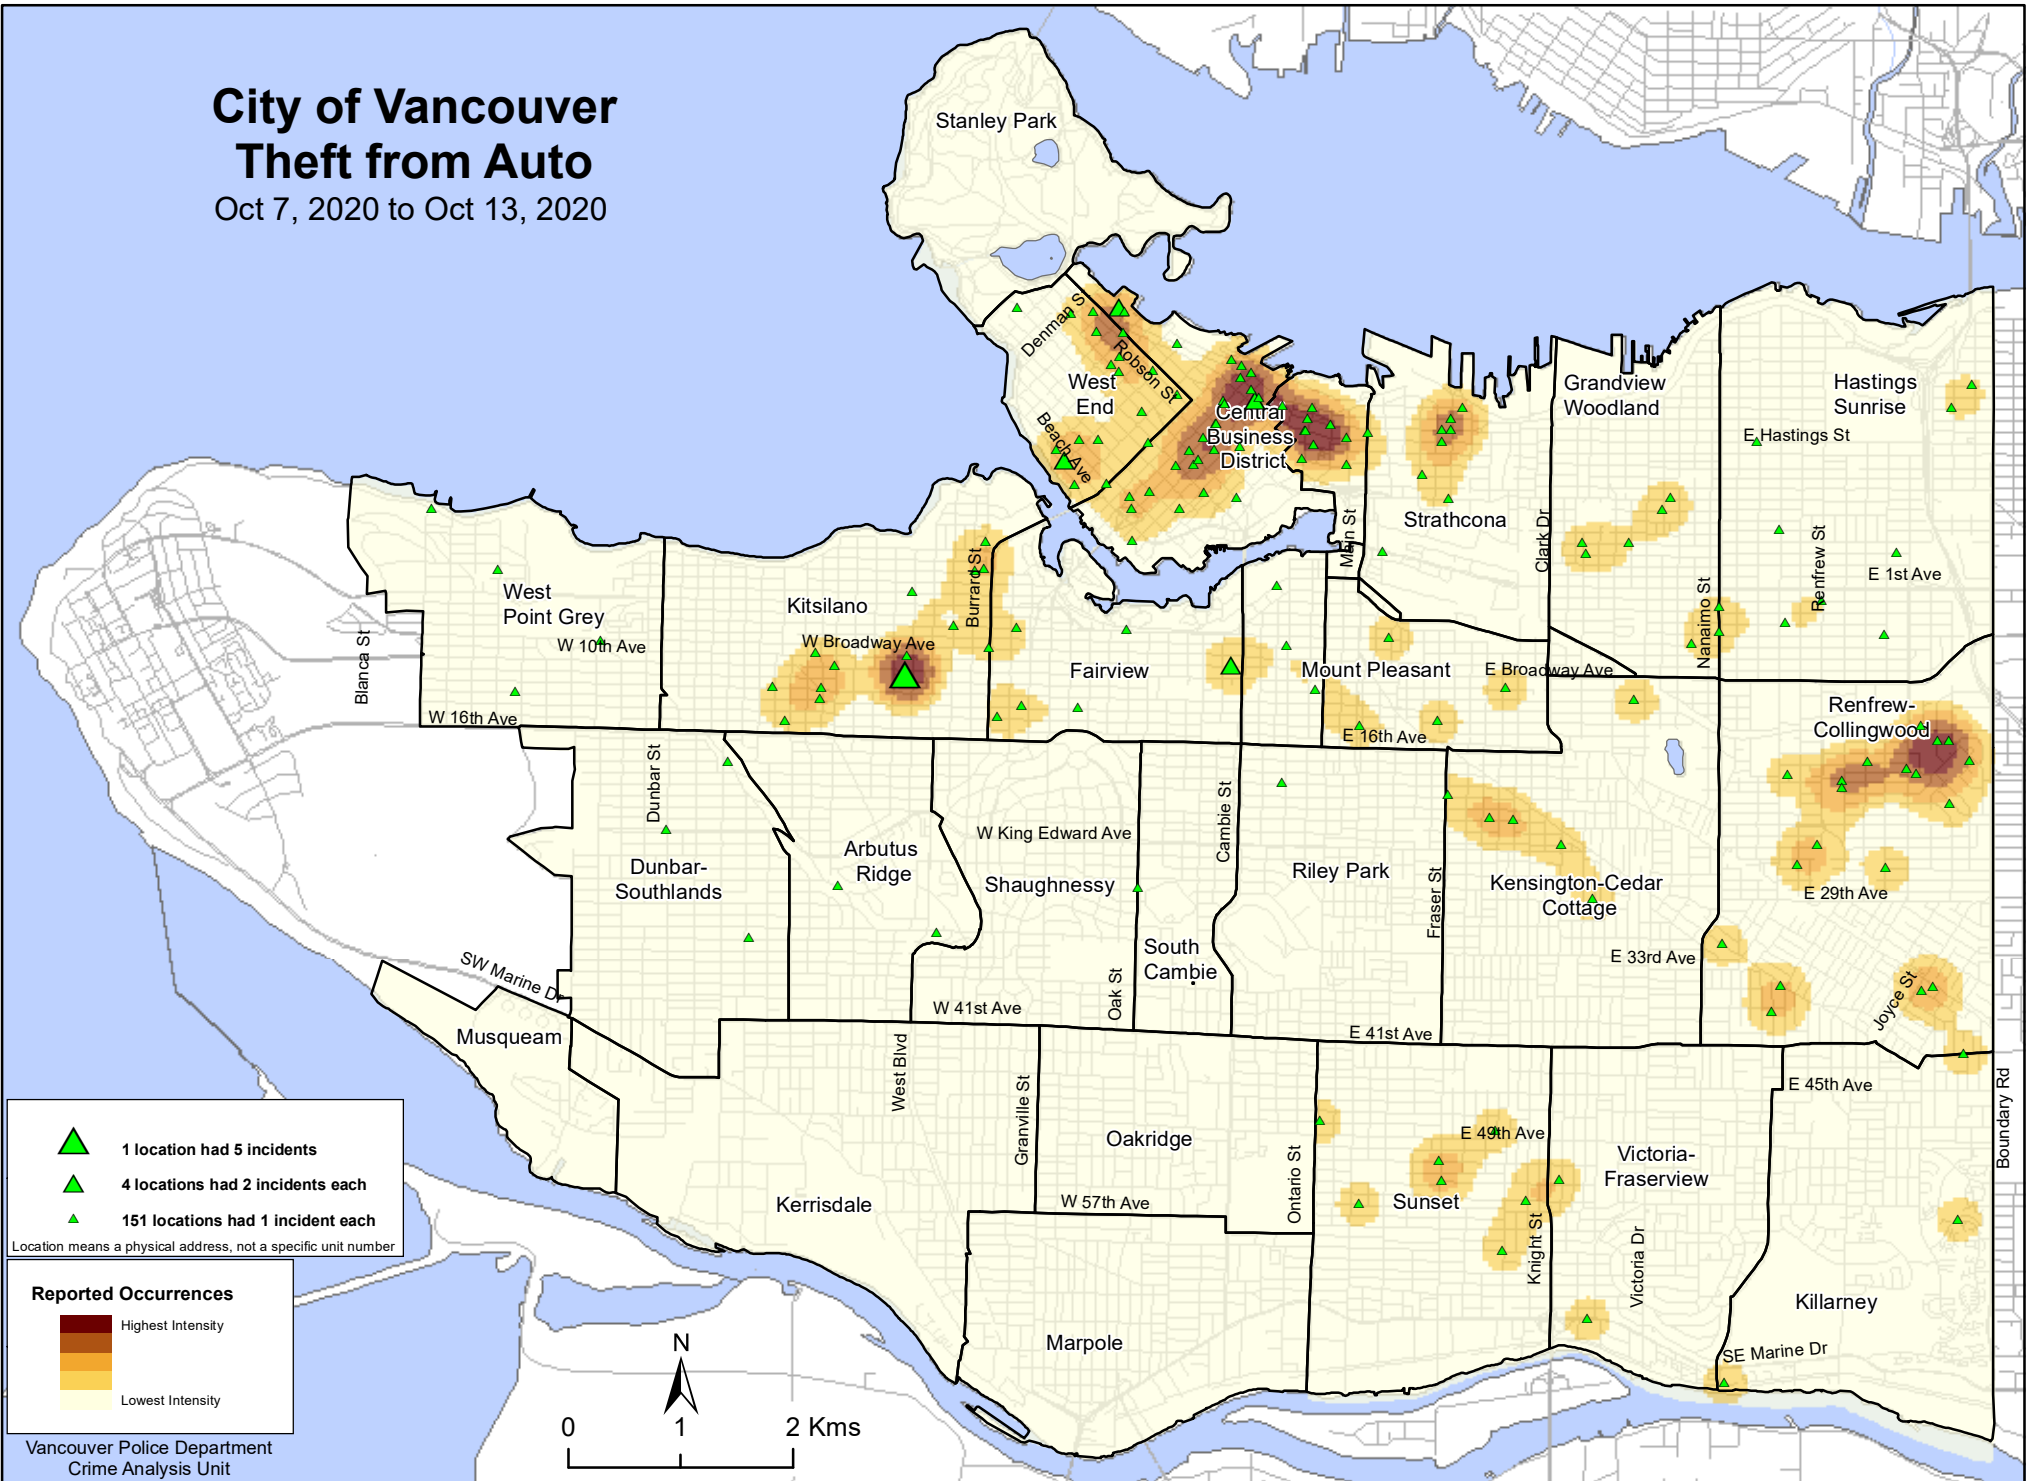 City of Vancouver
Theft from Auto
Oct 7, 2020 to Oct 13, 2020
Stanley Park
Denman S
Robson St
West
End
Beach Ave
Central
Business
District
Main St
Strathcona
Clark Dr
Grandview
Woodland
Hastings
Sunrise
E Hastings St
Nanaimo St
Renfrew St
E 1st Ave
West
Point Grey
Blanca St
W 10th Ave
W 16th Ave
Kitsilano
W Broadway Ave
Burrard St
Fairview
Mount Pleasant
E Broadway Ave
E 16th Ave
Renfrew-
Collingwood
Dunbar St
Dunbar-
Southlands
Arbutus
Ridge
W King Edward Ave
Shaughnessy
Cambie St
South
Cambie
Oak St
Riley Park
Fraser St
Kensington-Cedar
Cottage
E 29th Ave
E 33rd Ave
Joyce St
SW Marine Dr
Musqueam
W 41st Ave
E 41st Ave
West Blvd
Granville St
Oakridge
Ontario St
W 57th Ave
Kerrisdale
E 49th Ave
Sunset
Knight St
Victoria-
Fraserview
Victoria Dr
E 45th Ave
Boundary Rd
Killarney
SE Marine Dr
Marpole
1 location had 5 incidents
4 locations had 2 incidents each
151 locations had 1 incident each
Location means a physical address, not a specific unit number
Reported Occurrences
Highest Intensity
Lowest Intensity
Vancouver Police Department
Crime Analysis Unit
N
0 1 2 Kms